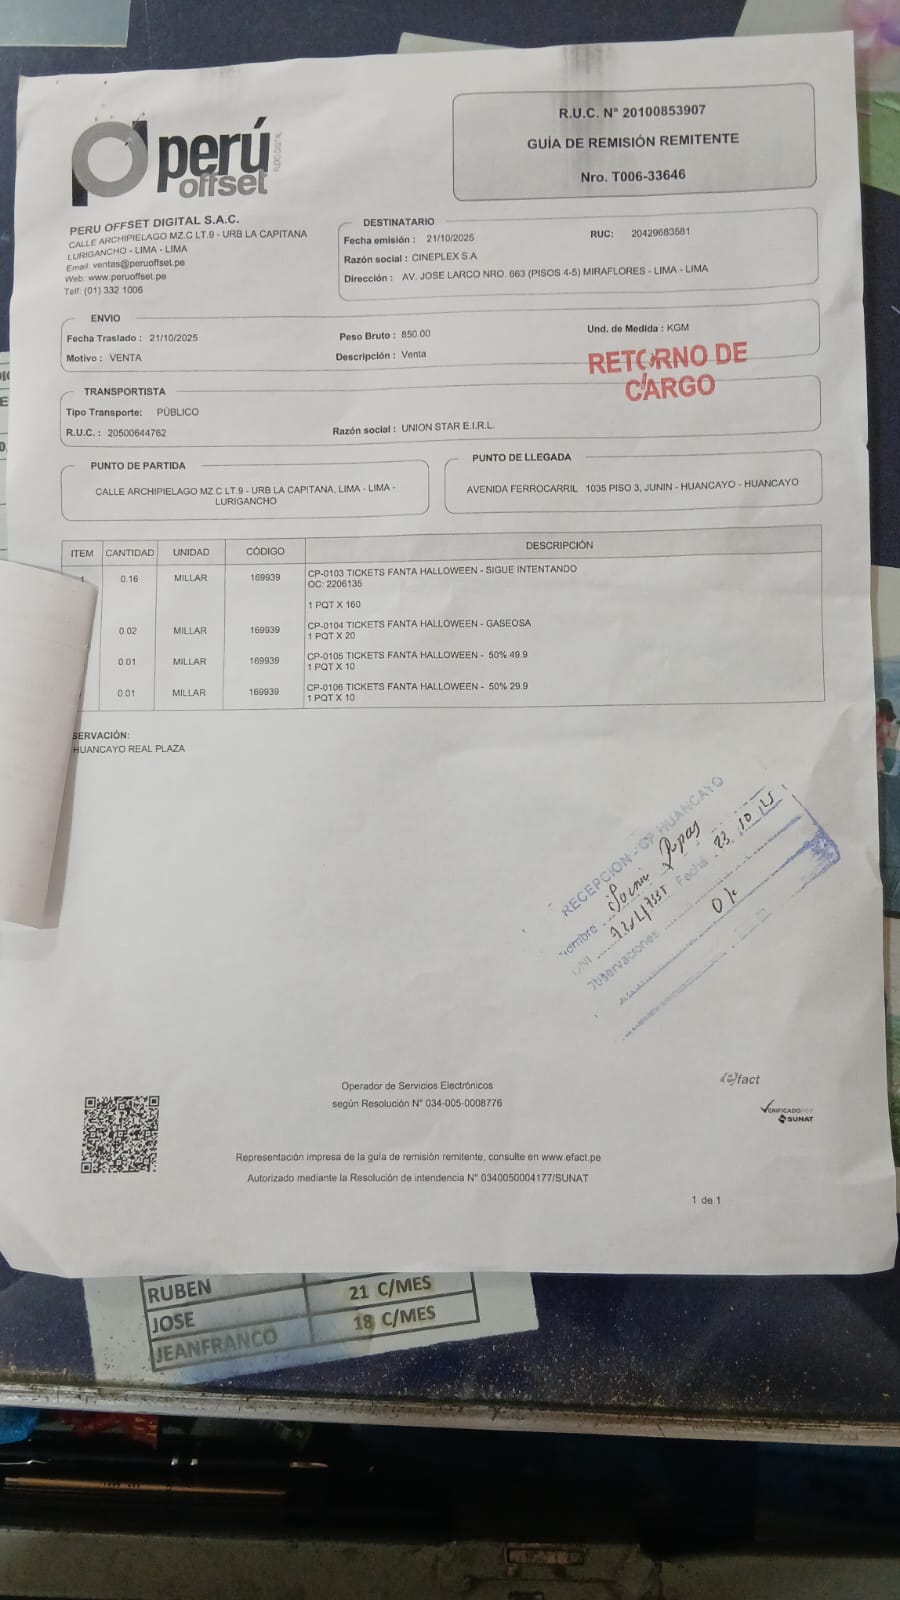 perú
offset
R.U.C. N° 20100853907
GUÍA DE REMISIÓN REMITENTE
Nro. T006-33646
PERU OFFSET DIGITAL S.A.C.
CALLE ARCHIPIELAGO MZ.C LT.9 - URB LA CAPITANA
LURIGANCHO - LIMA - LIMA
Email: ventas@peruoffset.pe
Web: www.peruoffset.pe
Telf: (01) 332 1006
DESTINATARIO
Fecha emisión : 21/10/2025 RUC: 20429683581
Razón social : CINEPLEX S.A
Dirección : AV. JOSE LARCO NRO. 663 (PISOS 4-5) MIRAFLORES - LIMA - LIMA
ENVIO
Fecha Traslado : 21/10/2025 Peso Bruto : 850.00 Und. de Medida : KGM
Motivo : VENTA Descripción : Venta
RETORNO DE
CARGO
TRANSPORTISTA
Tipo Transporte: PÚBLICO
R.U.C. : 20500644762 Razón social : UNION STAR E.I.R.L.
PUNTO DE PARTIDA
CALLE ARCHIPIELAGO MZ C LT.9 - URB LA CAPITANA, LIMA - LIMA -
LURIGANCHO
PUNTO DE LLEGADA
AVENIDA FERROCARRIL 1035 PISO 3, JUNIN - HUANCAYO - HUANCAYO
ITEM CANTIDAD UNIDAD CÓDIGO DESCRIPCIÓN
1 0.16 MILLAR 169939 CP-0103 TICKETS FANTA HALLOWEEN - SIGUE INTENTANDO
OC: 2206135
1 PQT X 160
0.02 MILLAR 169939 CP-0104 TICKETS FANTA HALLOWEEN - GASEOSA
1 PQT X 20
0.01 MILLAR 169939 CP-0105 TICKETS FANTA HALLOWEEN - 50% 49.9
1 PQT X 10
0.01 MILLAR 169939 CP-0106 TICKETS FANTA HALLOWEEN - 50% 29.9
1 PQT X 10
SERVACIÓN:
HUANCAYO REAL PLAZA
RECEPCION - CP HUANCAYO
Nombre Fecha 23.10.25
Observaciones
Operador de Servicios Electrónicos
según Resolución N° 034-005-0008776
efact
VERIFICADO POR
SUNAT
Representación impresa de la guía de remisión remitente, consulte en www.efact.pe
Autorizado mediante la Resolución de intendencia N° 0340050004177/SUNAT
1 de 1
RUBEN 21 C/MES
JOSE 18 C/MES
JEANFRANCO